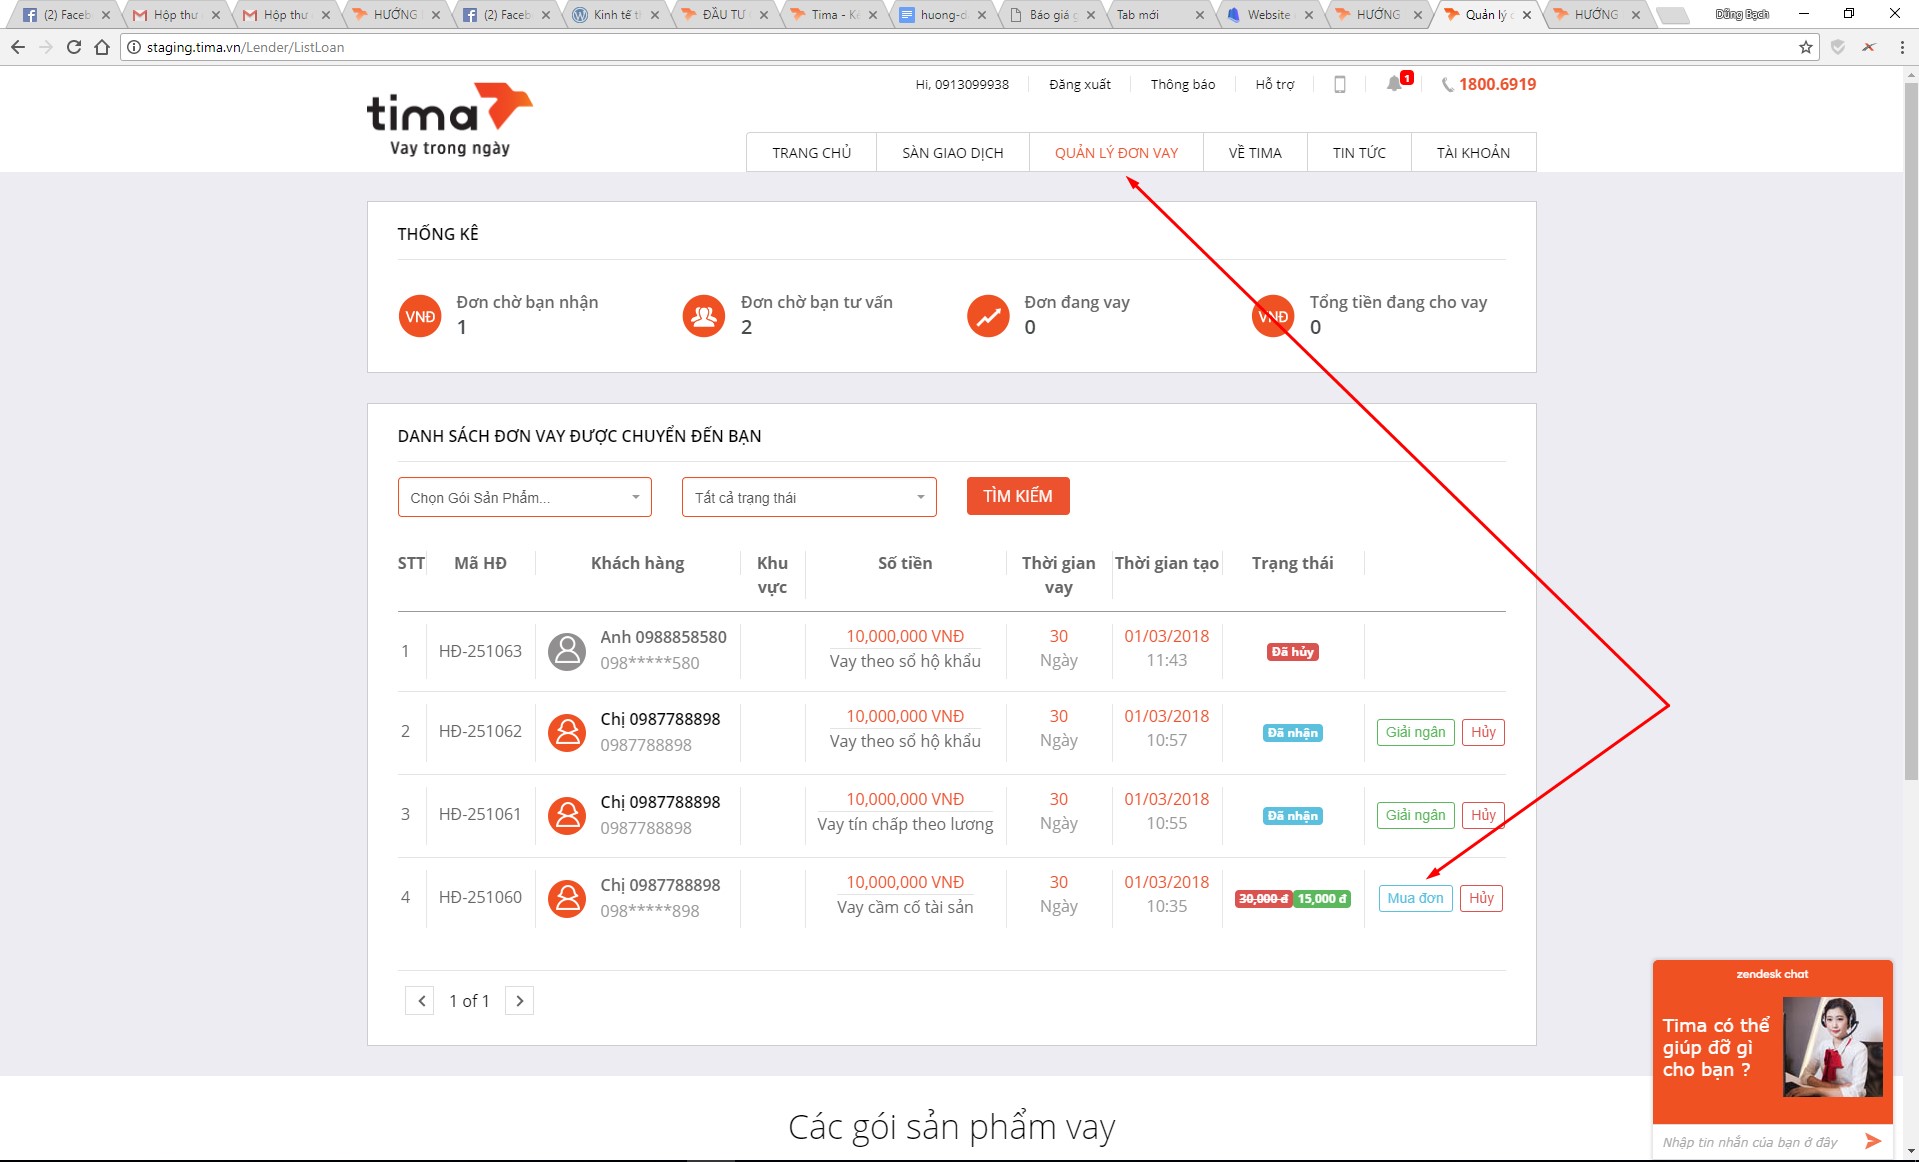 (2) Faceb
Hộp thư
Hộp thư
HƯỚNG
(2) Faceb
Kinh tế t
ĐẦU TƯ
Tima - K
huong-d
Báo giá g
Tab mới
Website
HƯỚNG
Quản lý
HƯỚNG
Dũng Bạch
staging.tima.vn/Lender/ListLoan
tima
Vay trong ngày
Hi, 0913099938
Đăng xuất
Thông báo
Hỗ trợ
1
1800.6919
TRANG CHỦ
SÀN GIAO DỊCH
QUẢN LÝ ĐƠN VAY
VỀ TIMA
TIN TỨC
TÀI KHOẢN
THỐNG KÊ
VNĐ
Đơn chờ bạn nhận
1
Đơn chờ bạn tư vấn
2
Đơn đang vay
0
VNĐ
Tổng tiền đang cho vay
0
DANH SÁCH ĐƠN VAY ĐƯỢC CHUYỂN ĐẾN BẠN
Chọn Gói Sản Phẩm...
Tất cả trạng thái
TÌM KIẾM
STT
Mã HĐ
Khách hàng
Khu
vực
Số tiền
Thời gian
vay
Thời gian tạo
Trạng thái
1
HĐ-251063
Anh 0988858580
098*****580
10,000,000 VNĐ
Vay theo sổ hộ khẩu
30
Ngày
01/03/2018
11:43
Đã hủy
2
HĐ-251062
Chị 0987788898
0987788898
10,000,000 VNĐ
Vay theo sổ hộ khẩu
30
Ngày
01/03/2018
10:57
Đã nhận
Giải ngân
Hủy
3
HĐ-251061
Chị 0987788898
0987788898
10,000,000 VNĐ
Vay tín chấp theo lương
30
Ngày
01/03/2018
10:55
Đã nhận
Giải ngân
Hủy
4
HĐ-251060
Chị 0987788898
098*****898
10,000,000 VNĐ
Vay cầm cố tài sản
30
Ngày
01/03/2018
10:35
30,000 đ
15,000 đ
Mua đơn
Hủy
1 of 1
zendesk chat
Tima có thể
giúp đỡ gì
cho bạn ?
Nhập tin nhắn của bạn ở đây
Các gói sản phẩm vay